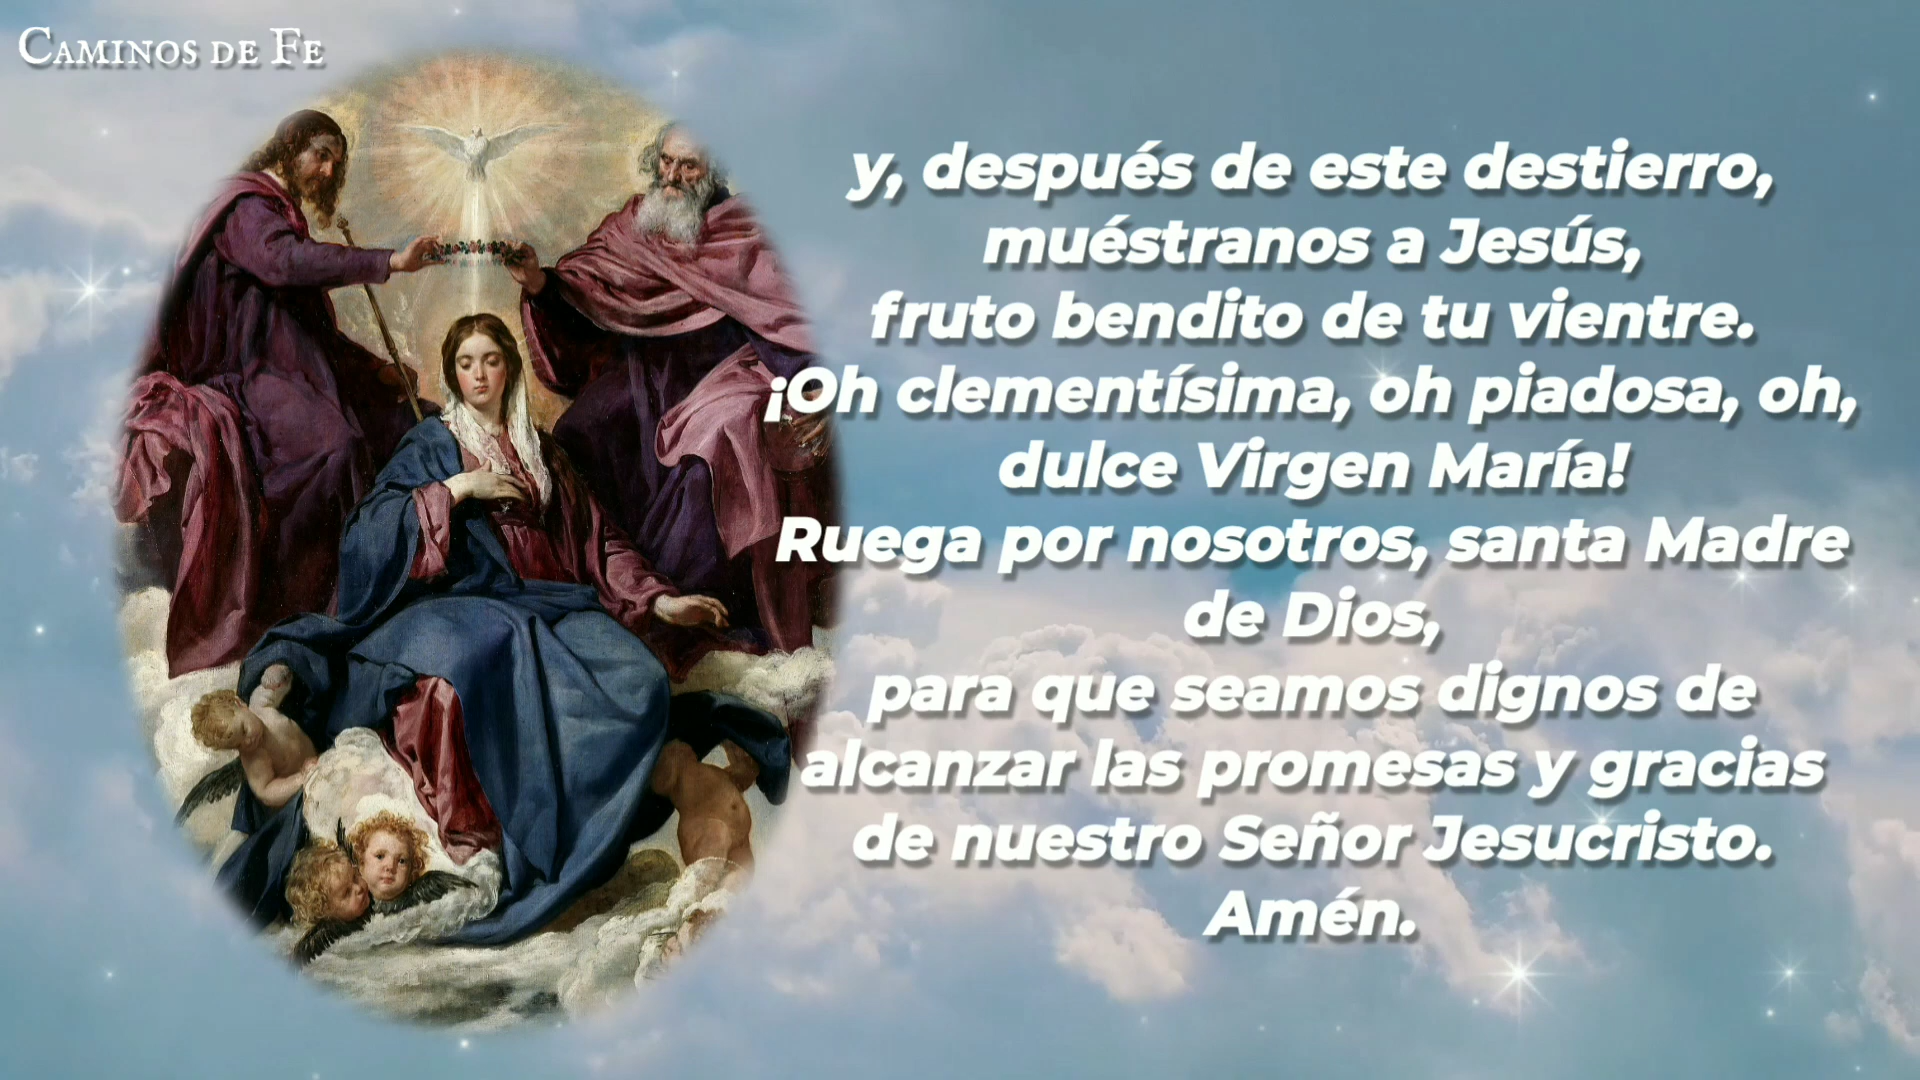 CAMINOS DE FE
y, después de este destierro,
muéstranos a Jesús,
fruto bendito de tu vientre.
¡Oh clementísima, oh piadosa, oh,
dulce Virgen María!
Ruega por nosotros, santa Madre
de Dios,
para que seamos dignos de
alcanzar las promesas y gracias
de nuestro Señor Jesucristo.
Amén.